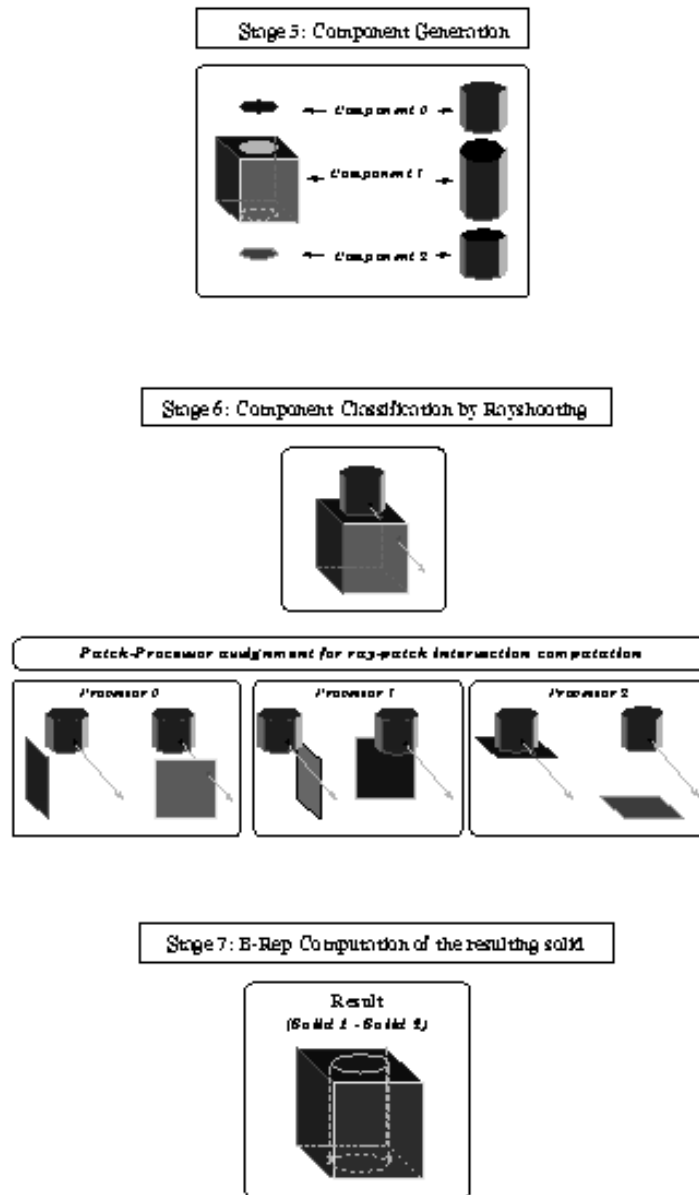 Stage 5: Component Generation
Component 0
Component 1
Component 2
Stage 6: Component Classification by Rayshooting
Patch-Processor assignment for ray-patch intersection computation
Processor 0
Processor 1
Processor 2
Stage 7: B-Rep Computation of the resulting solid
Result
(Solid 1 - Solid 2)